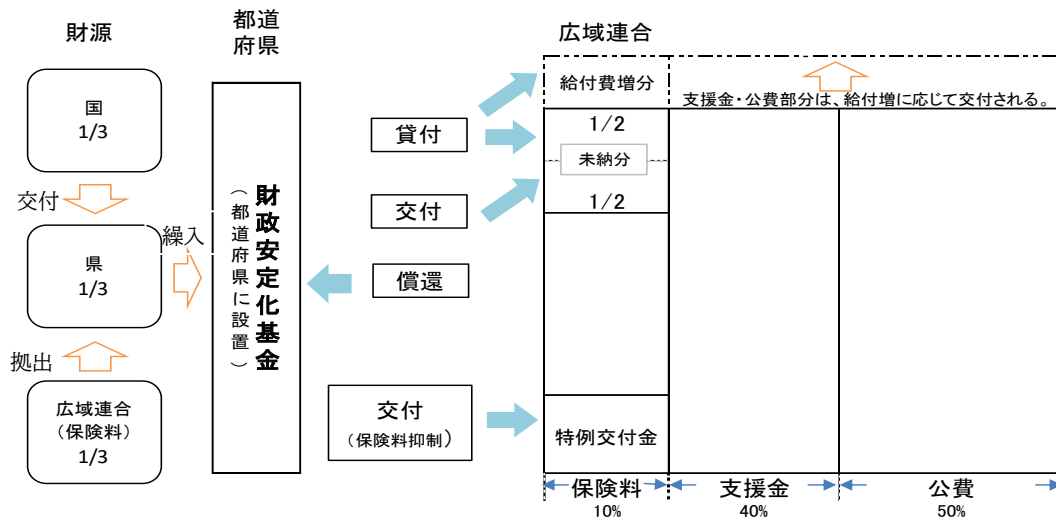 財源
都道
府県
広域連合
国
1/3
交付
県
1/3
繰入
拠出
広域連合
(保険料)
1/3
財政安定化基金
(都道府県に設置)
貸付
交付
償還
交付
(保険料抑制)
給付費増分
支援金・公費部分は、給付増に応じて交付される。
1/2
未納分
1/2
特例交付金
保険料
10%
支援金
40%
公費
50%